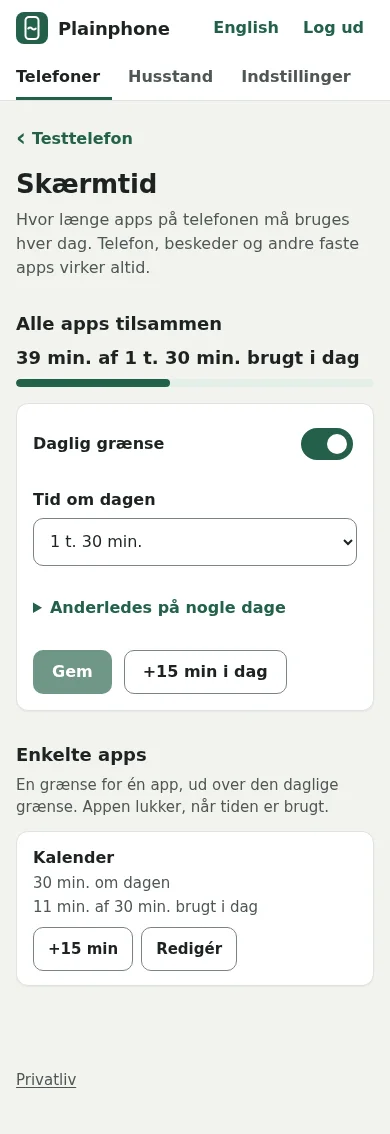 Plainphone
English
Log ud
Telefoner
Husstand
Indstillinger
‹ Testtelefon
Skærmtid
Hvor længe apps på telefonen må bruges
hver dag. Telefon, beskeder og andre faste
apps virker altid.
Alle apps tilsammen
39 min. af 1 t. 30 min. brugt i dag
Daglig grænse
Tid om dagen
1 t. 30 min.
Anderledes på nogle dage
Gem
+15 min i dag
Enkelte apps
En grænse for én app, ud over den daglige
grænse. Appen lukker, når tiden er brugt.
Kalender
30 min. om dagen
11 min. af 30 min. brugt i dag
+15 min
Redigér
Privatliv